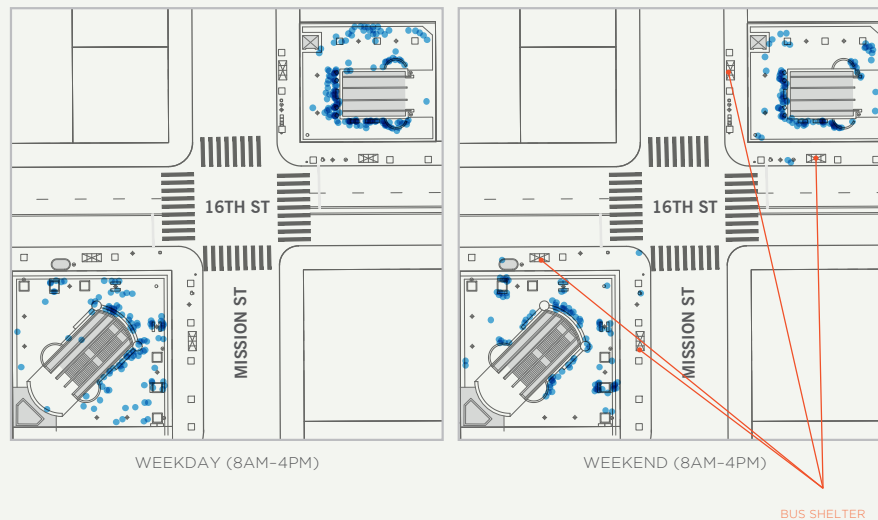 16TH ST
MISSION ST
WEEKDAY (8AM–4PM)
16TH ST
MISSION ST
WEEKEND (8AM–4PM)
BUS SHELTER